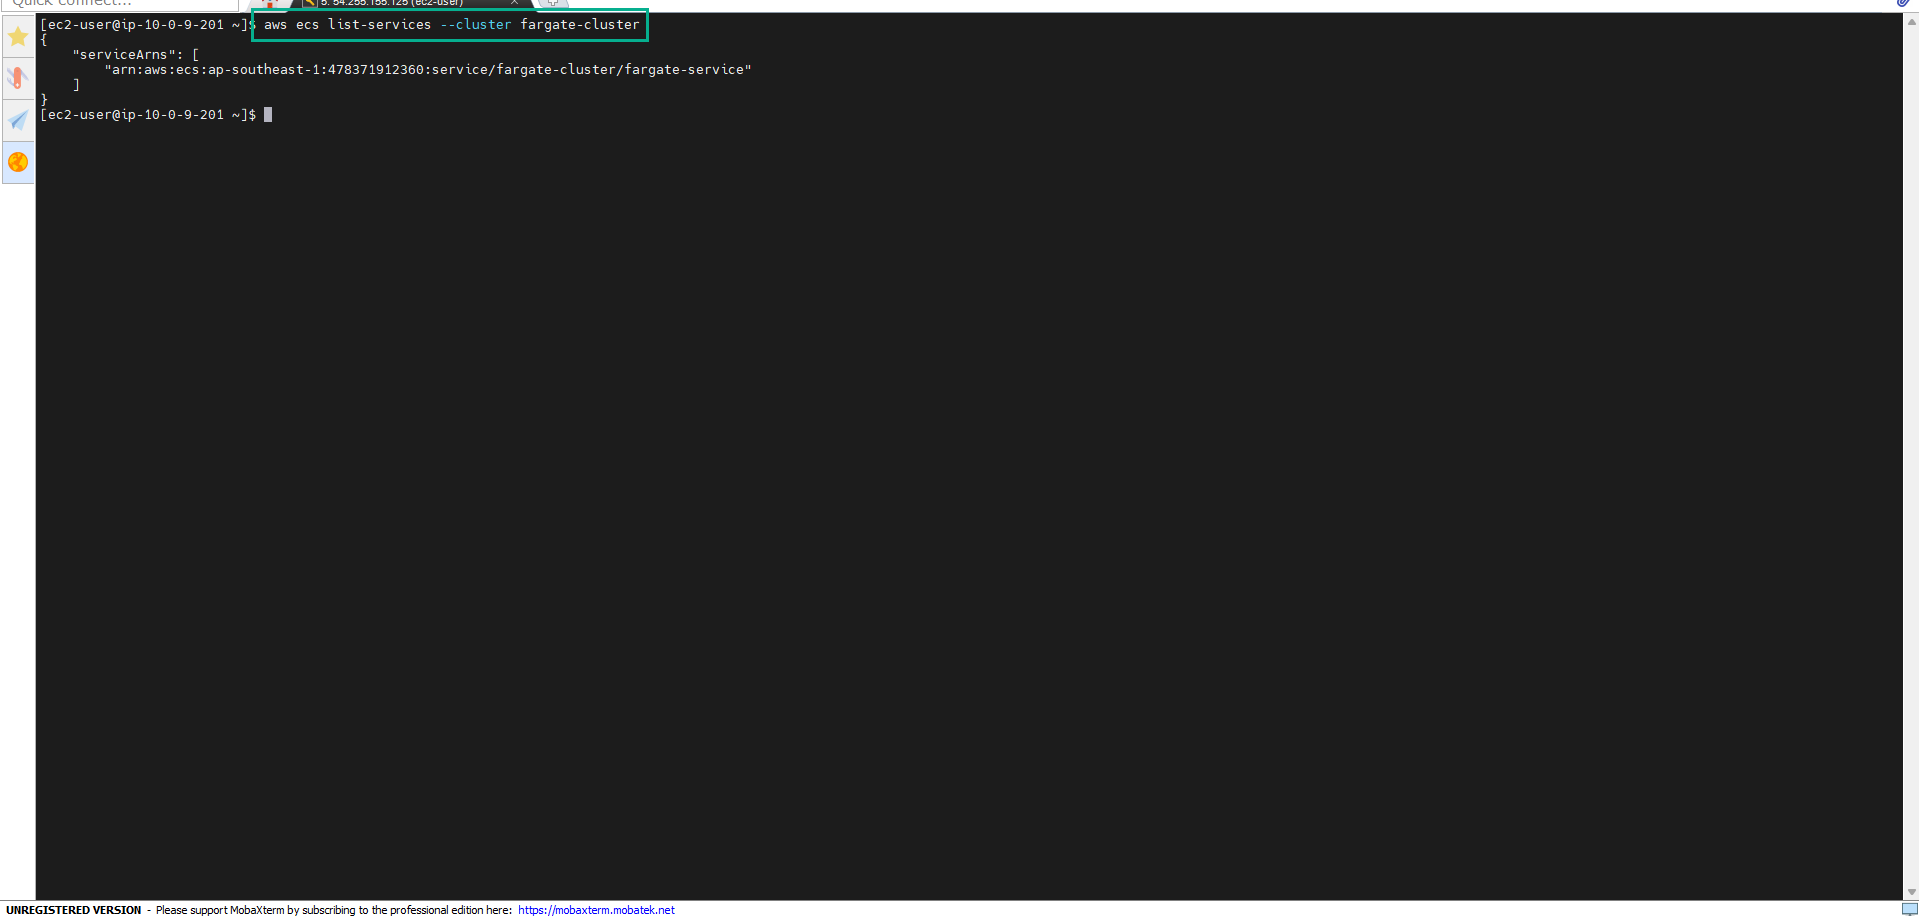 Quick connect...
5. 54.255.155.125 (ec2-user)
[ec2-user@ip-10-0-9-201 ~]$ aws ecs list-services --cluster fargate-cluster
{
    "serviceArns": [
        "arn:aws:ecs:ap-southeast-1:478371912360:service/fargate-cluster/fargate-service"
    ]
}
[ec2-user@ip-10-0-9-201 ~]$
UNREGISTERED VERSION - Please support MobaXterm by subscribing to the professional edition here: https://mobaxterm.mobatek.net